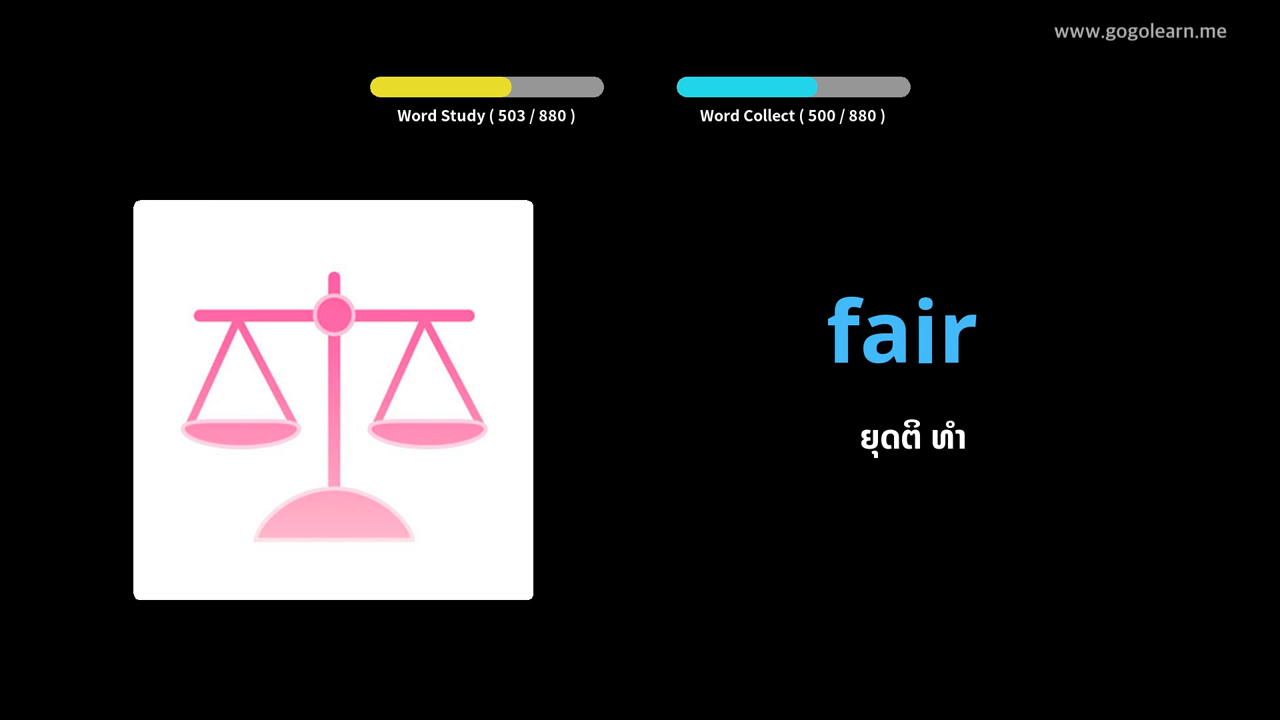 www.gogolearn.me
Word Study ( 503 / 880 )
Word Collect ( 500 / 880 )
fair
ຍຸດຕິ ທຳ